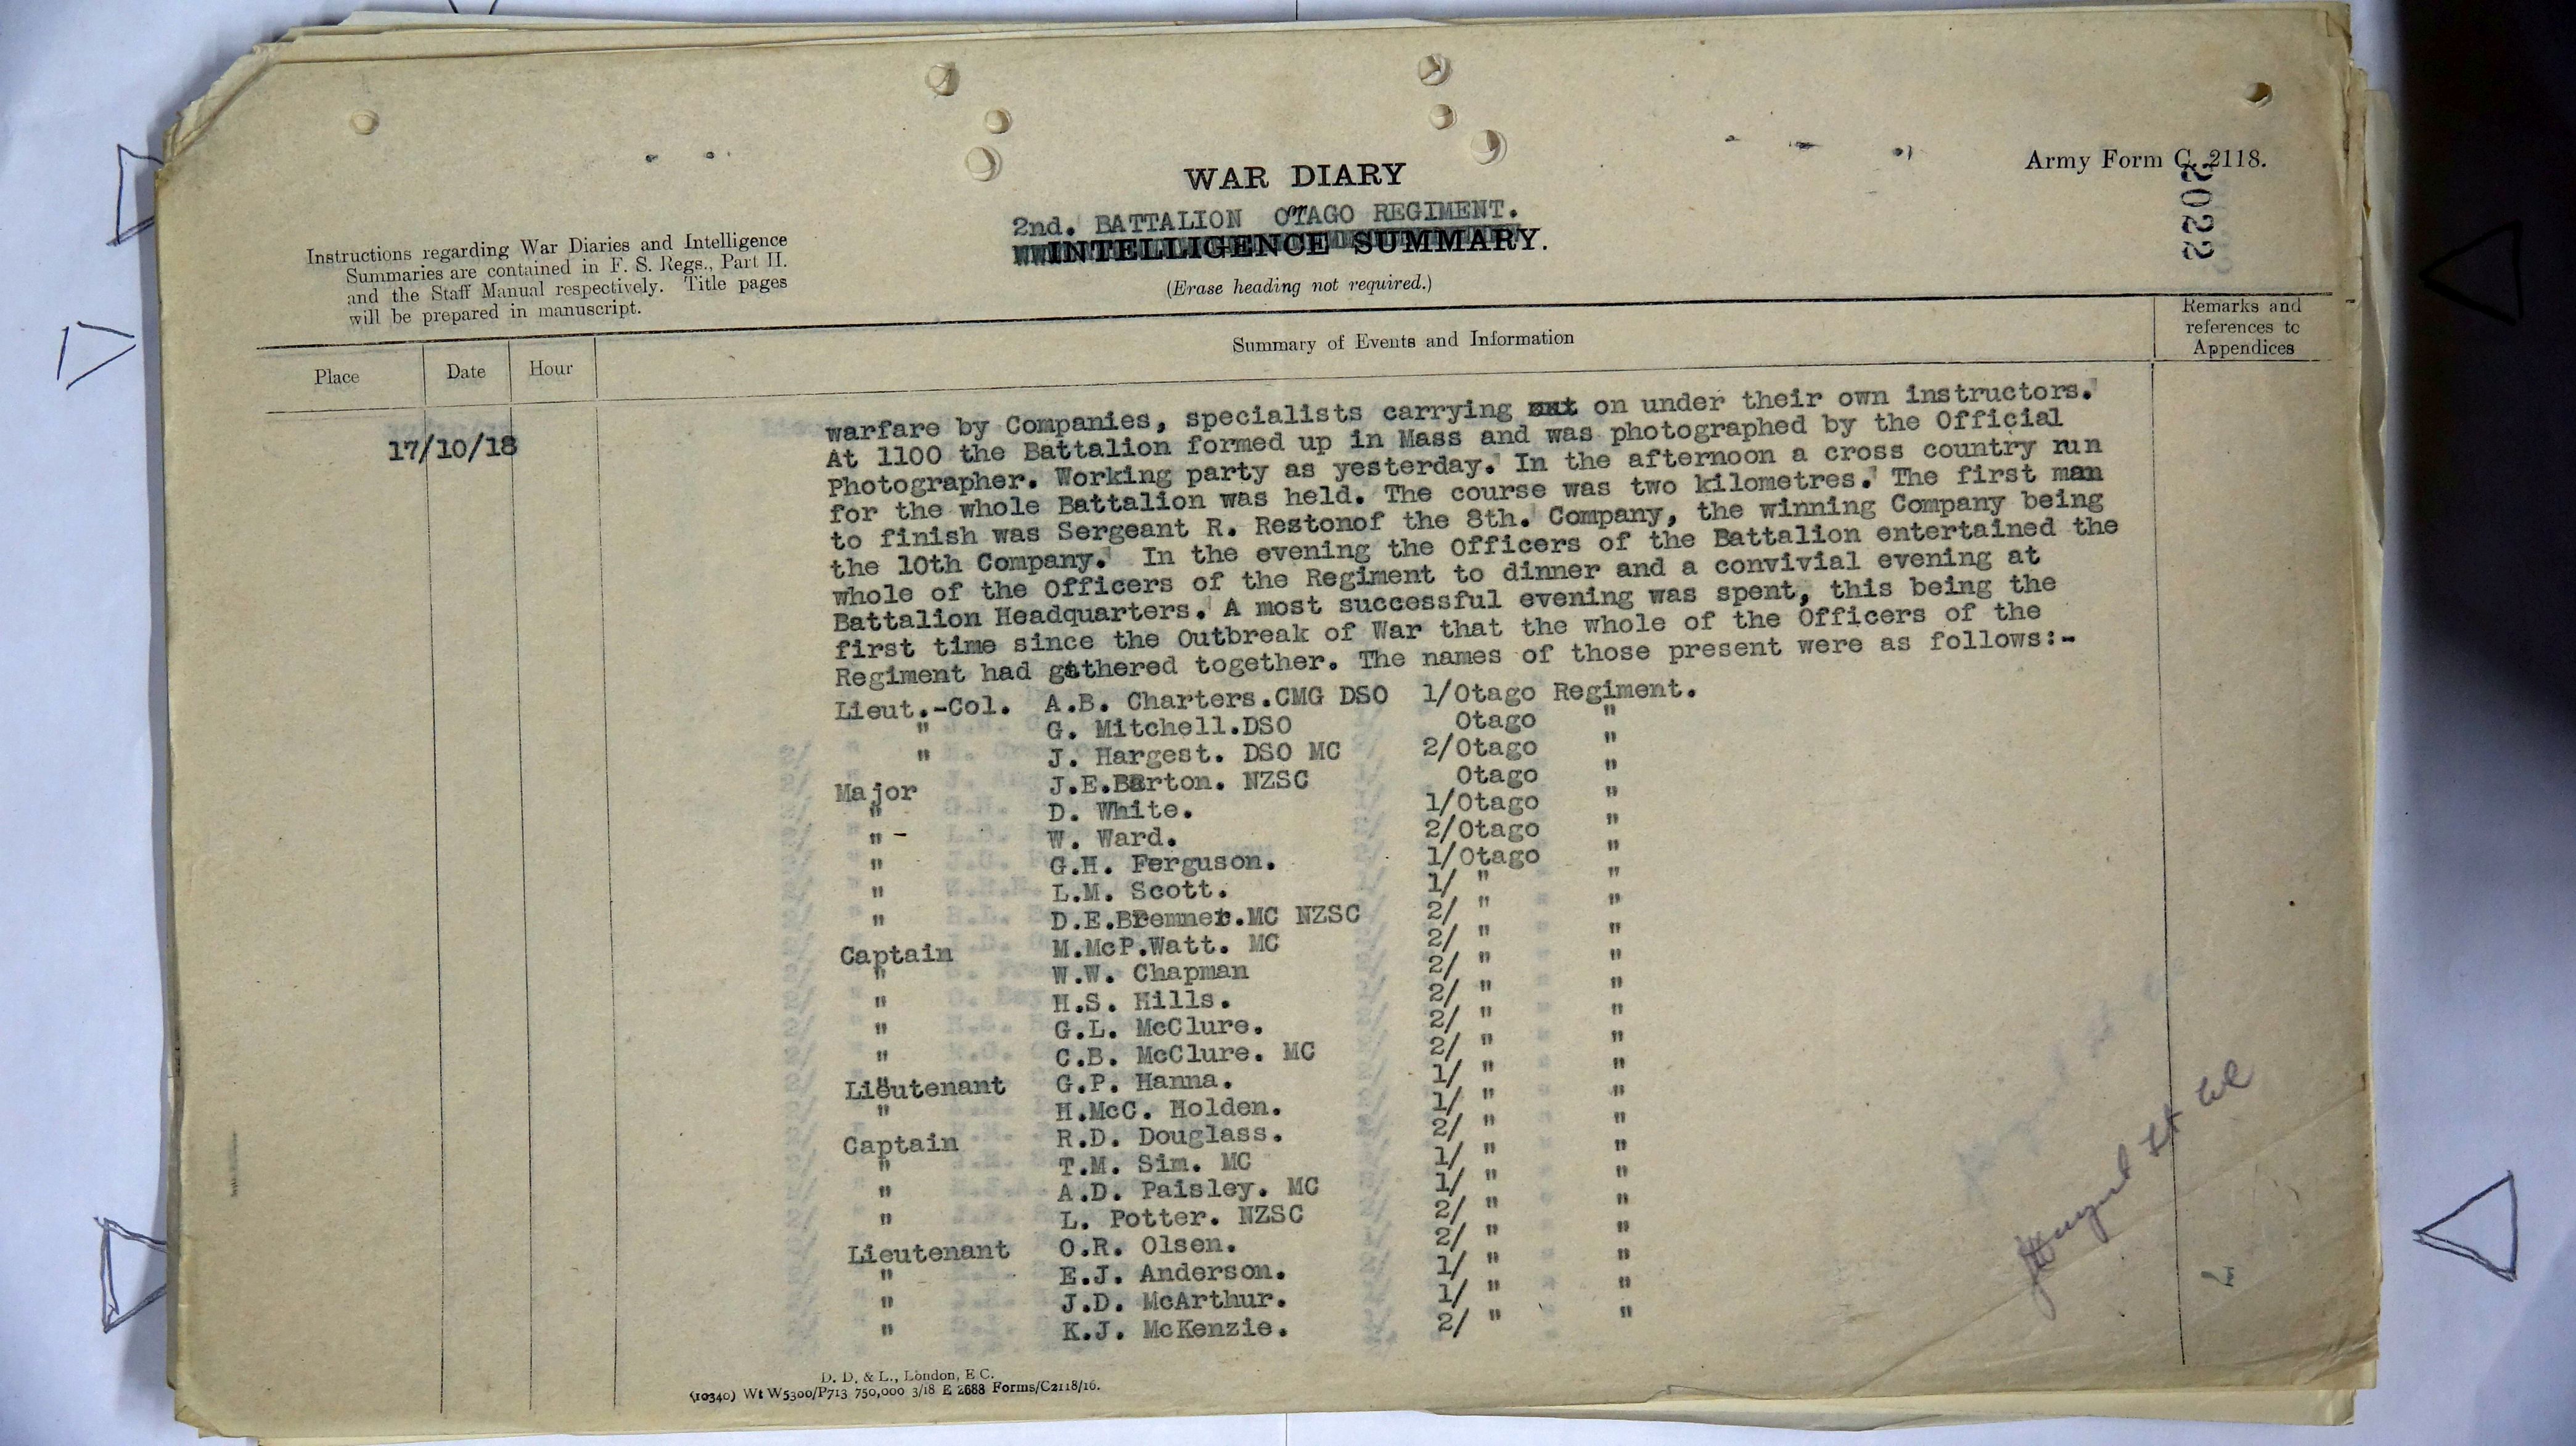 Army Form C. 2118.
2022
WAR DIARY
or
2nd. BATTALION OTAGO REGIMENT.
INTELLIGENCE SUMMARY.
(Erase heading not required.)
Instructions regarding War Diaries and Intelligence
Summaries are contained in F. S. Regs., Part II.
and the Staff Manual respectively. Title pages
will be prepared in manuscript.
Place Date Hour Summary of Events and Information Remarks and
references to
Appendices
17/10/18
warfare by Companies, specialists carrying on under their own instructors.
At 1100 the Battalion formed up in Mass and was photographed by the Official
Photographer. Working party as yesterday. In the afternoon a cross country run
for the whole Battalion was held. The course was two kilometres. The first man
to finish was Sergeant R. Restonof the 8th. Company, the winning Company being
the 10th Company. In the evening the Officers of the Battalion entertained the
whole of the Officers of the Regiment to dinner and a convivial evening at
Battalion Headquarters. A most successful evening was spent, this being the
first time since the Outbreak of War that the whole of the Officers of the
Regiment had gathered together. The names of those present were as follows:-
Lieut.-Col. A.B. Charters.CMG DSO 1/Otago Regiment.
" G. Mitchell.DSO Otago "
" J. Hargest. DSO MC 2/Otago "
Major J.E.Barton. NZSC Otago "
" D. White. 1/Otago "
" - W. Ward. 2/Otago "
" G.H. Ferguson. 1/Otago "
" L.M. Scott. 1/ " "
" D.E.Bremner.MC NZSC 2/ " "
Captain M.McP.Watt. MC 2/ " "
" W.W. Chapman 2/ " "
" H.S. Hills. 2/ " "
" G.L. McClure. 2/ " "
" C.B. McClure. MC 2/ " "
Lieutenant G.P. Hanna. 1/ " "
" H.McC. Holden. 1/ " "
Captain R.D. Douglass. 2/ " "
" T.M. Sim. MC 1/ " "
" A.D. Paisley. MC 1/ " "
" L. Potter. NZSC 2/ " "
Lieutenant O.R. Olsen. 2/ " "
" E.J. Anderson. 1/ " "
" J.D. McArthur. 1/ " "
" K.J. McKenzie. 2/ " "
JHargest Lt Col
7
D. D. & L., London, E.C.
(10340) Wt W5300/P713 750,000 3/18 E 2688 Forms/C2118/16.